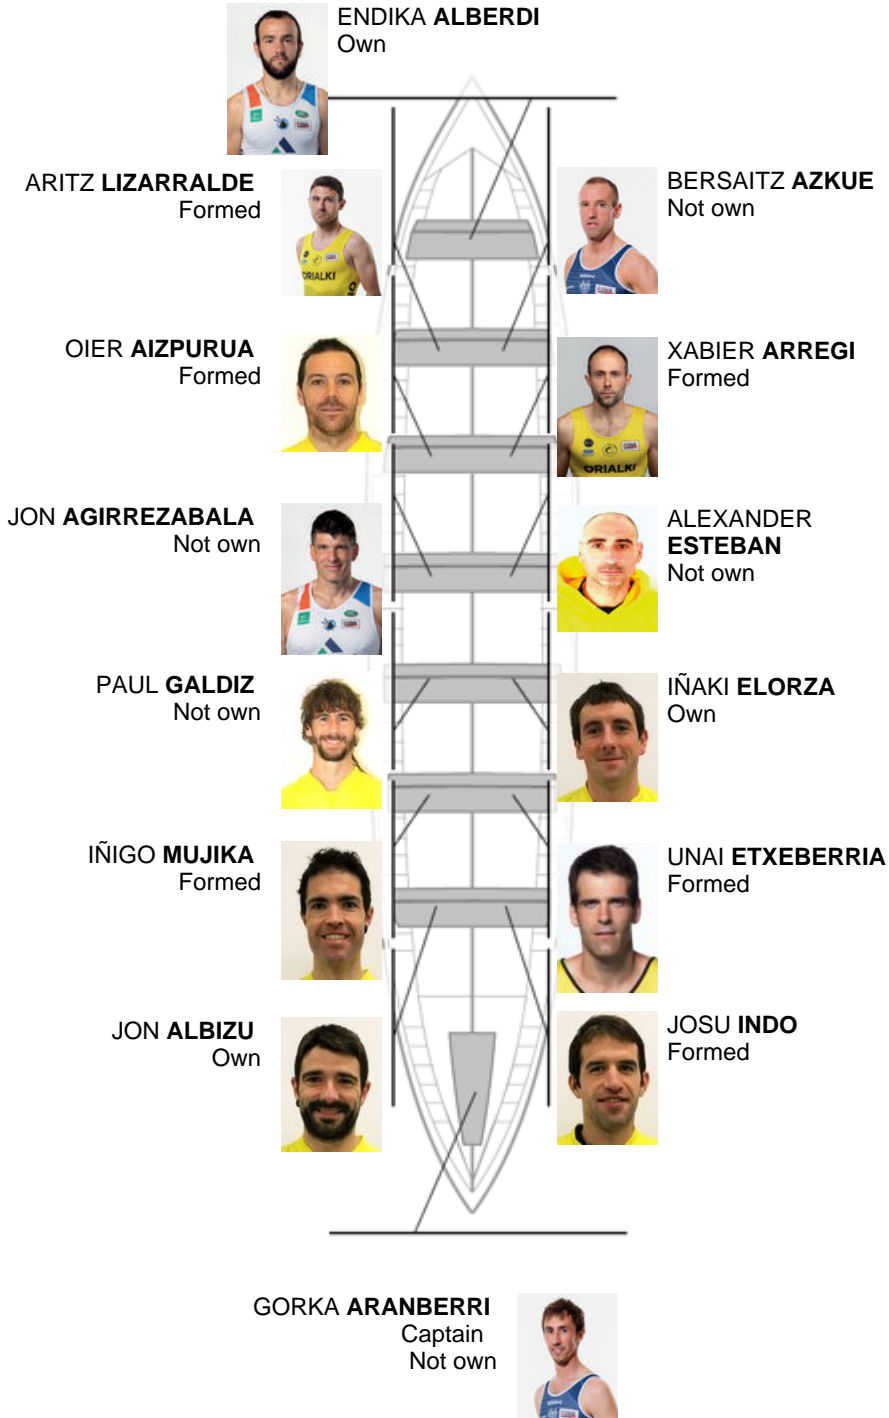 ENDIKA ALBERDI
Own
ARITZ LIZARRALDE
Formed
BERSAITZ AZKUE
Not own
ORIALKI
OIER AIZPURUA
Formed
XABIER ARREGI
Formed
ORIALKI
JON AGIRREZABALA
Not own
ALEXANDER
ESTEBAN
Not own
PAUL GALDIZ
Not own
IÑAKI ELORZA
Own
IÑIGO MUJIKA
Formed
UNAI ETXEBERRIA
Formed
JON ALBIZU
Own
JOSU INDO
Formed
GORKA ARANBERRI
Captain
Not own